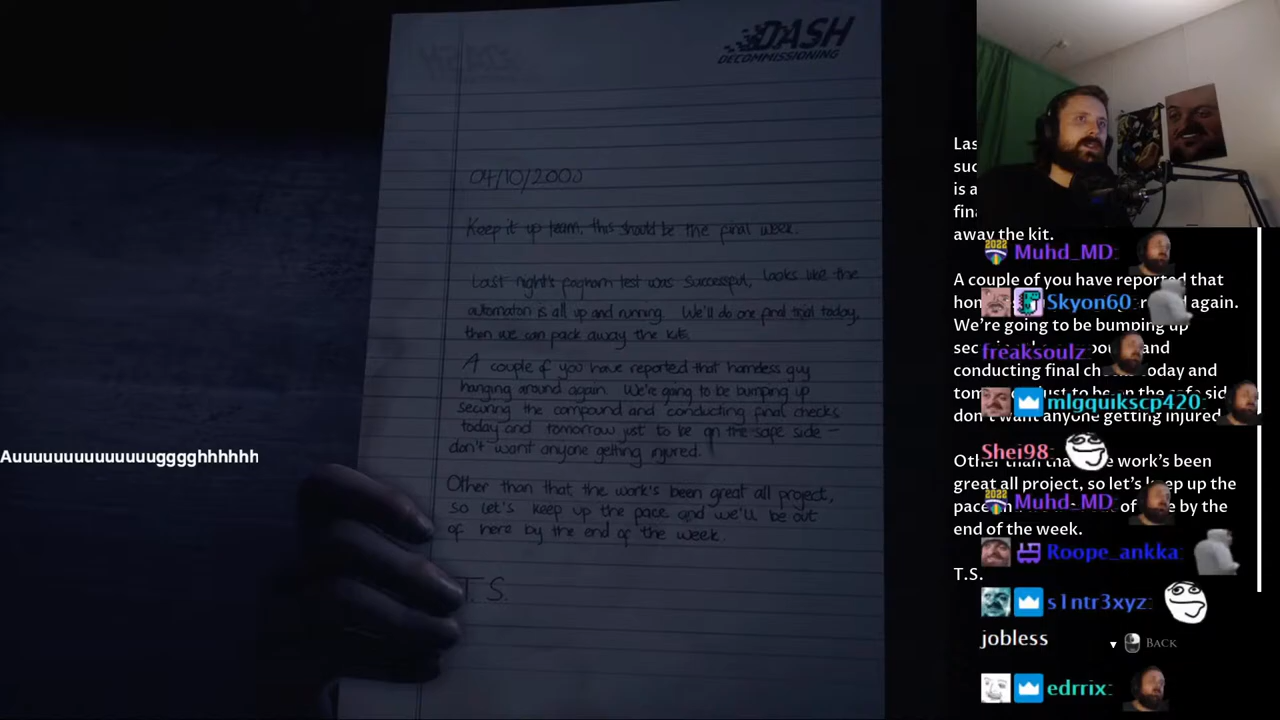 DASH
DECOMMISSIONING
04/10/2000
Keep it up team, this should be the final week.
Last night's foghorn test was successful, looks like the
automaton is all up and running. We'll do one final trial today,
then we can pack away the kits.
A couple of you have reported that homeless guy
hanging around again. We're going to be bumping up
securing the compound and conducting final checks
today and tomorrow just to be on the safe side –
don't want anyone getting injured.
Other than that, the work's been great all project,
so let's keep up the pace and we'll be out
of here by the end of the week.
T. S.
Auuuuuuuuuuuuuuggggghhhhhh
away the kit.
Muhd_MD:
A couple of you have reported that
Skyon60
again.
We're going to be bumping up
freaksoulz:
and
conducting final
today and
mlgquikscp420
don't want anyone getting injured
Shei98:
Other than
work's been
great all project, so let's keep up the
Muhd_MD:
by the
end of the week.
Roope_ankka:
T.S.
s1ntr3xyz:
jobless
BACK
edrrix: